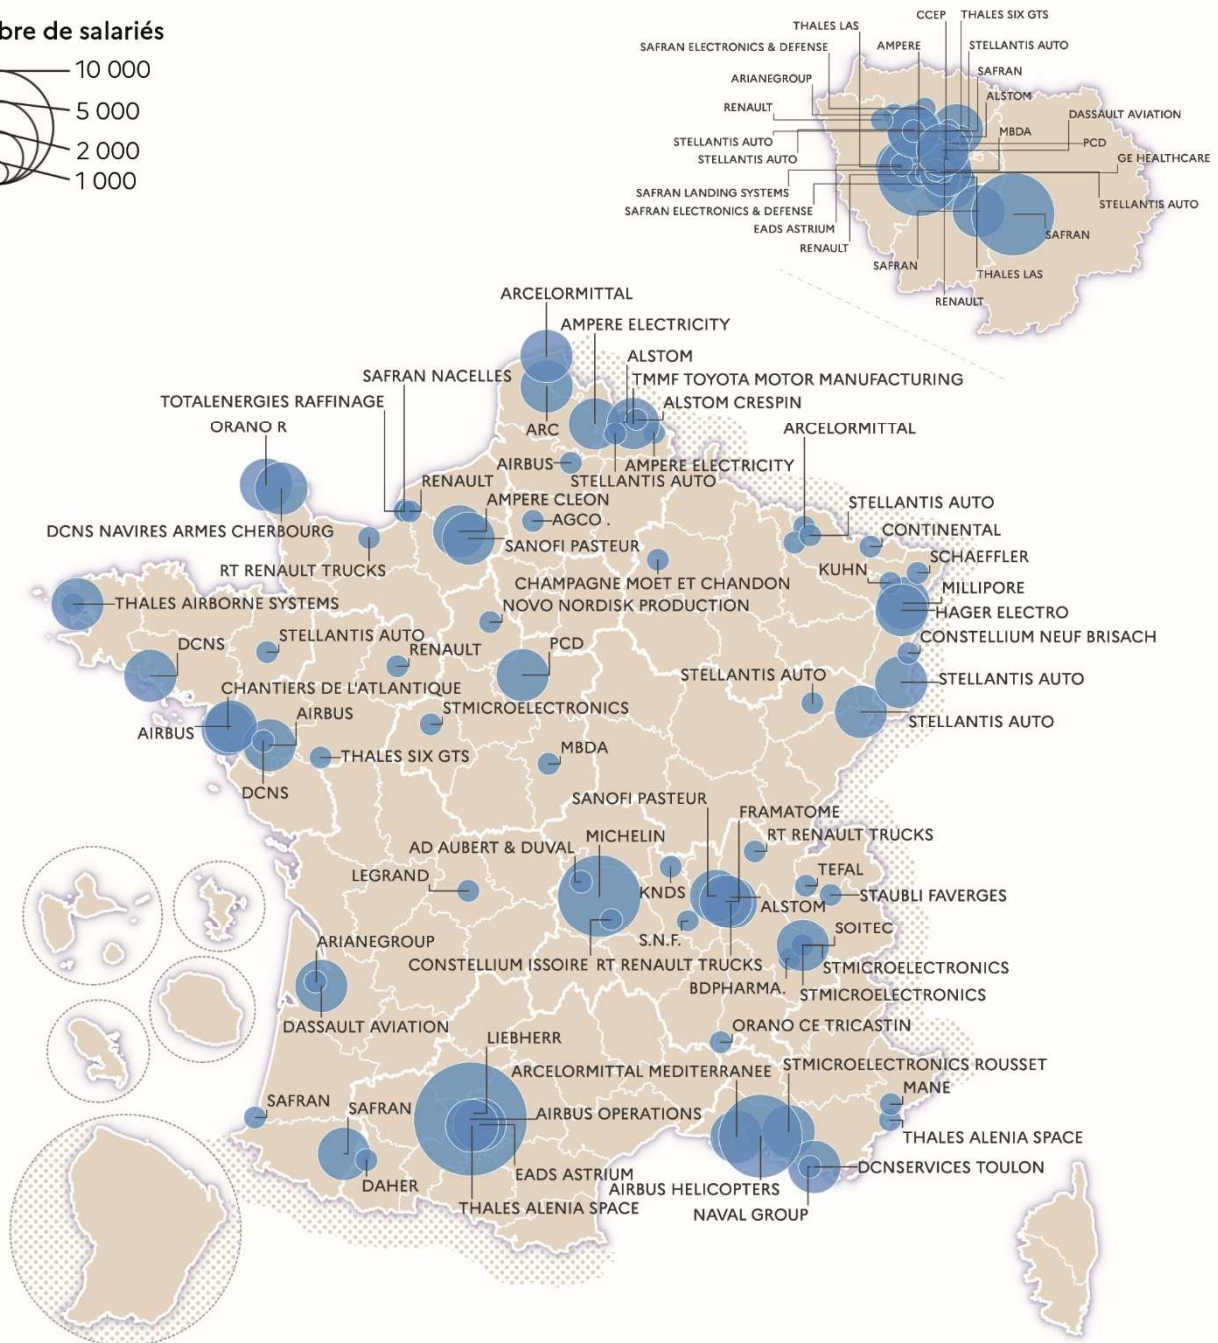 bre de salariés
10 000
5 000
2 000
1 000
CCEP
THALES SIX GTS
THALES LAS
SAFRAN ELECTRONICS & DEFENSE
AMPERE
STELLANTIS AUTO
ARIANEGROUP
SAFRAN
RENAULT
ALSTOM
DASSAULT AVIATION
MBDA
STELLANTIS AUTO
PCD
STELLANTIS AUTO
GE HEALTHCARE
SAFRAN LANDING SYSTEMS
STELLANTIS AUTO
SAFRAN ELECTRONICS & DEFENSE
EADS ASTRIUM
SAFRAN
RENAULT
SAFRAN
THALES LAS
RENAULT
ARCELORMITTAL
AMPERE ELECTRICITY
ALSTOM
SAFRAN NACELLES
TMMF TOYOTA MOTOR MANUFACTURING
TOTALENERGIES RAFFINAGE
ALSTOM CRESPIN
ORANO R
ARC
ARCELORMITTAL
AIRBUS
AMPERE ELECTRICITY
RENAULT
STELLANTIS AUTO
AMPERE CLEON
STELLANTIS AUTO
AGCO .
DCNS NAVIRES ARMES CHERBOURG
CONTINENTAL
SANOFI PASTEUR
SCHAEFFLER
RT RENAULT TRUCKS
KUHN
CHAMPAGNE MOET ET CHANDON
MILLIPORE
THALES AIRBORNE SYSTEMS
NOVO NORDISK PRODUCTION
HAGER ELECTRO
STELLANTIS AUTO
CONSTELLIUM NEUF BRISACH
DCNS
RENAULT
PCD
STELLANTIS AUTO
STELLANTIS AUTO
CHANTIERS DE L'ATLANTIQUE
STMICROELECTRONICS
AIRBUS
STELLANTIS AUTO
AIRBUS
THALES SIX GTS
MBDA
DCNS
SANOFI PASTEUR
FRAMATOME
MICHELIN
RT RENAULT TRUCKS
AD AUBERT & DUVAL
LEGRAND
TEFAL
KNDS
STAUBLI FAVERGES
ALSTOM
SOITEC
ARIANEGROUP
S.N.F.
CONSTELLIUM ISSOIRE
RT RENAULT TRUCKS
STMICROELECTRONICS
BDPHARMA.
STMICROELECTRONICS
DASSAULT AVIATION
ORANO CE TRICASTIN
LIEBHERR
STMICROELECTRONICS ROUSSET
ARCELORMITTAL MEDITERRANEE
MANE
SAFRAN
SAFRAN
AIRBUS OPERATIONS
THALES ALENIA SPACE
DCNSERVICES TOULON
EADS ASTRIUM
DAHER
AIRBUS HELICOPTERS
THALES ALENIA SPACE
NAVAL GROUP